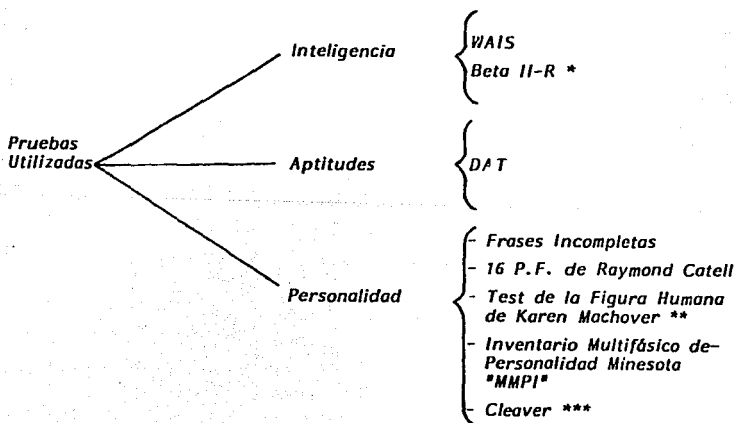 Inteligencia
WAIS
Beta II-R *
Pruebas
Utilizadas
Aptitudes
DAT
Personalidad
- Frases Incompletas
- 16 P.F. de Raymond Catell
- Test de la Figura Humana
de Karen Machover **
- Inventario Multifásico de-
Personalidad Minesota
"MMPI"
- Cleaver ***